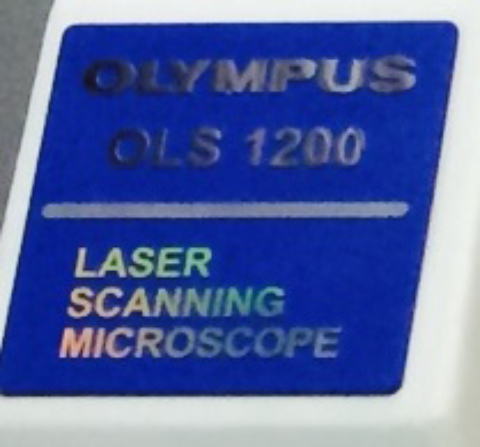 OLYMPUS
OLS 1200
LASER
SCANNING
MICROSCOPE